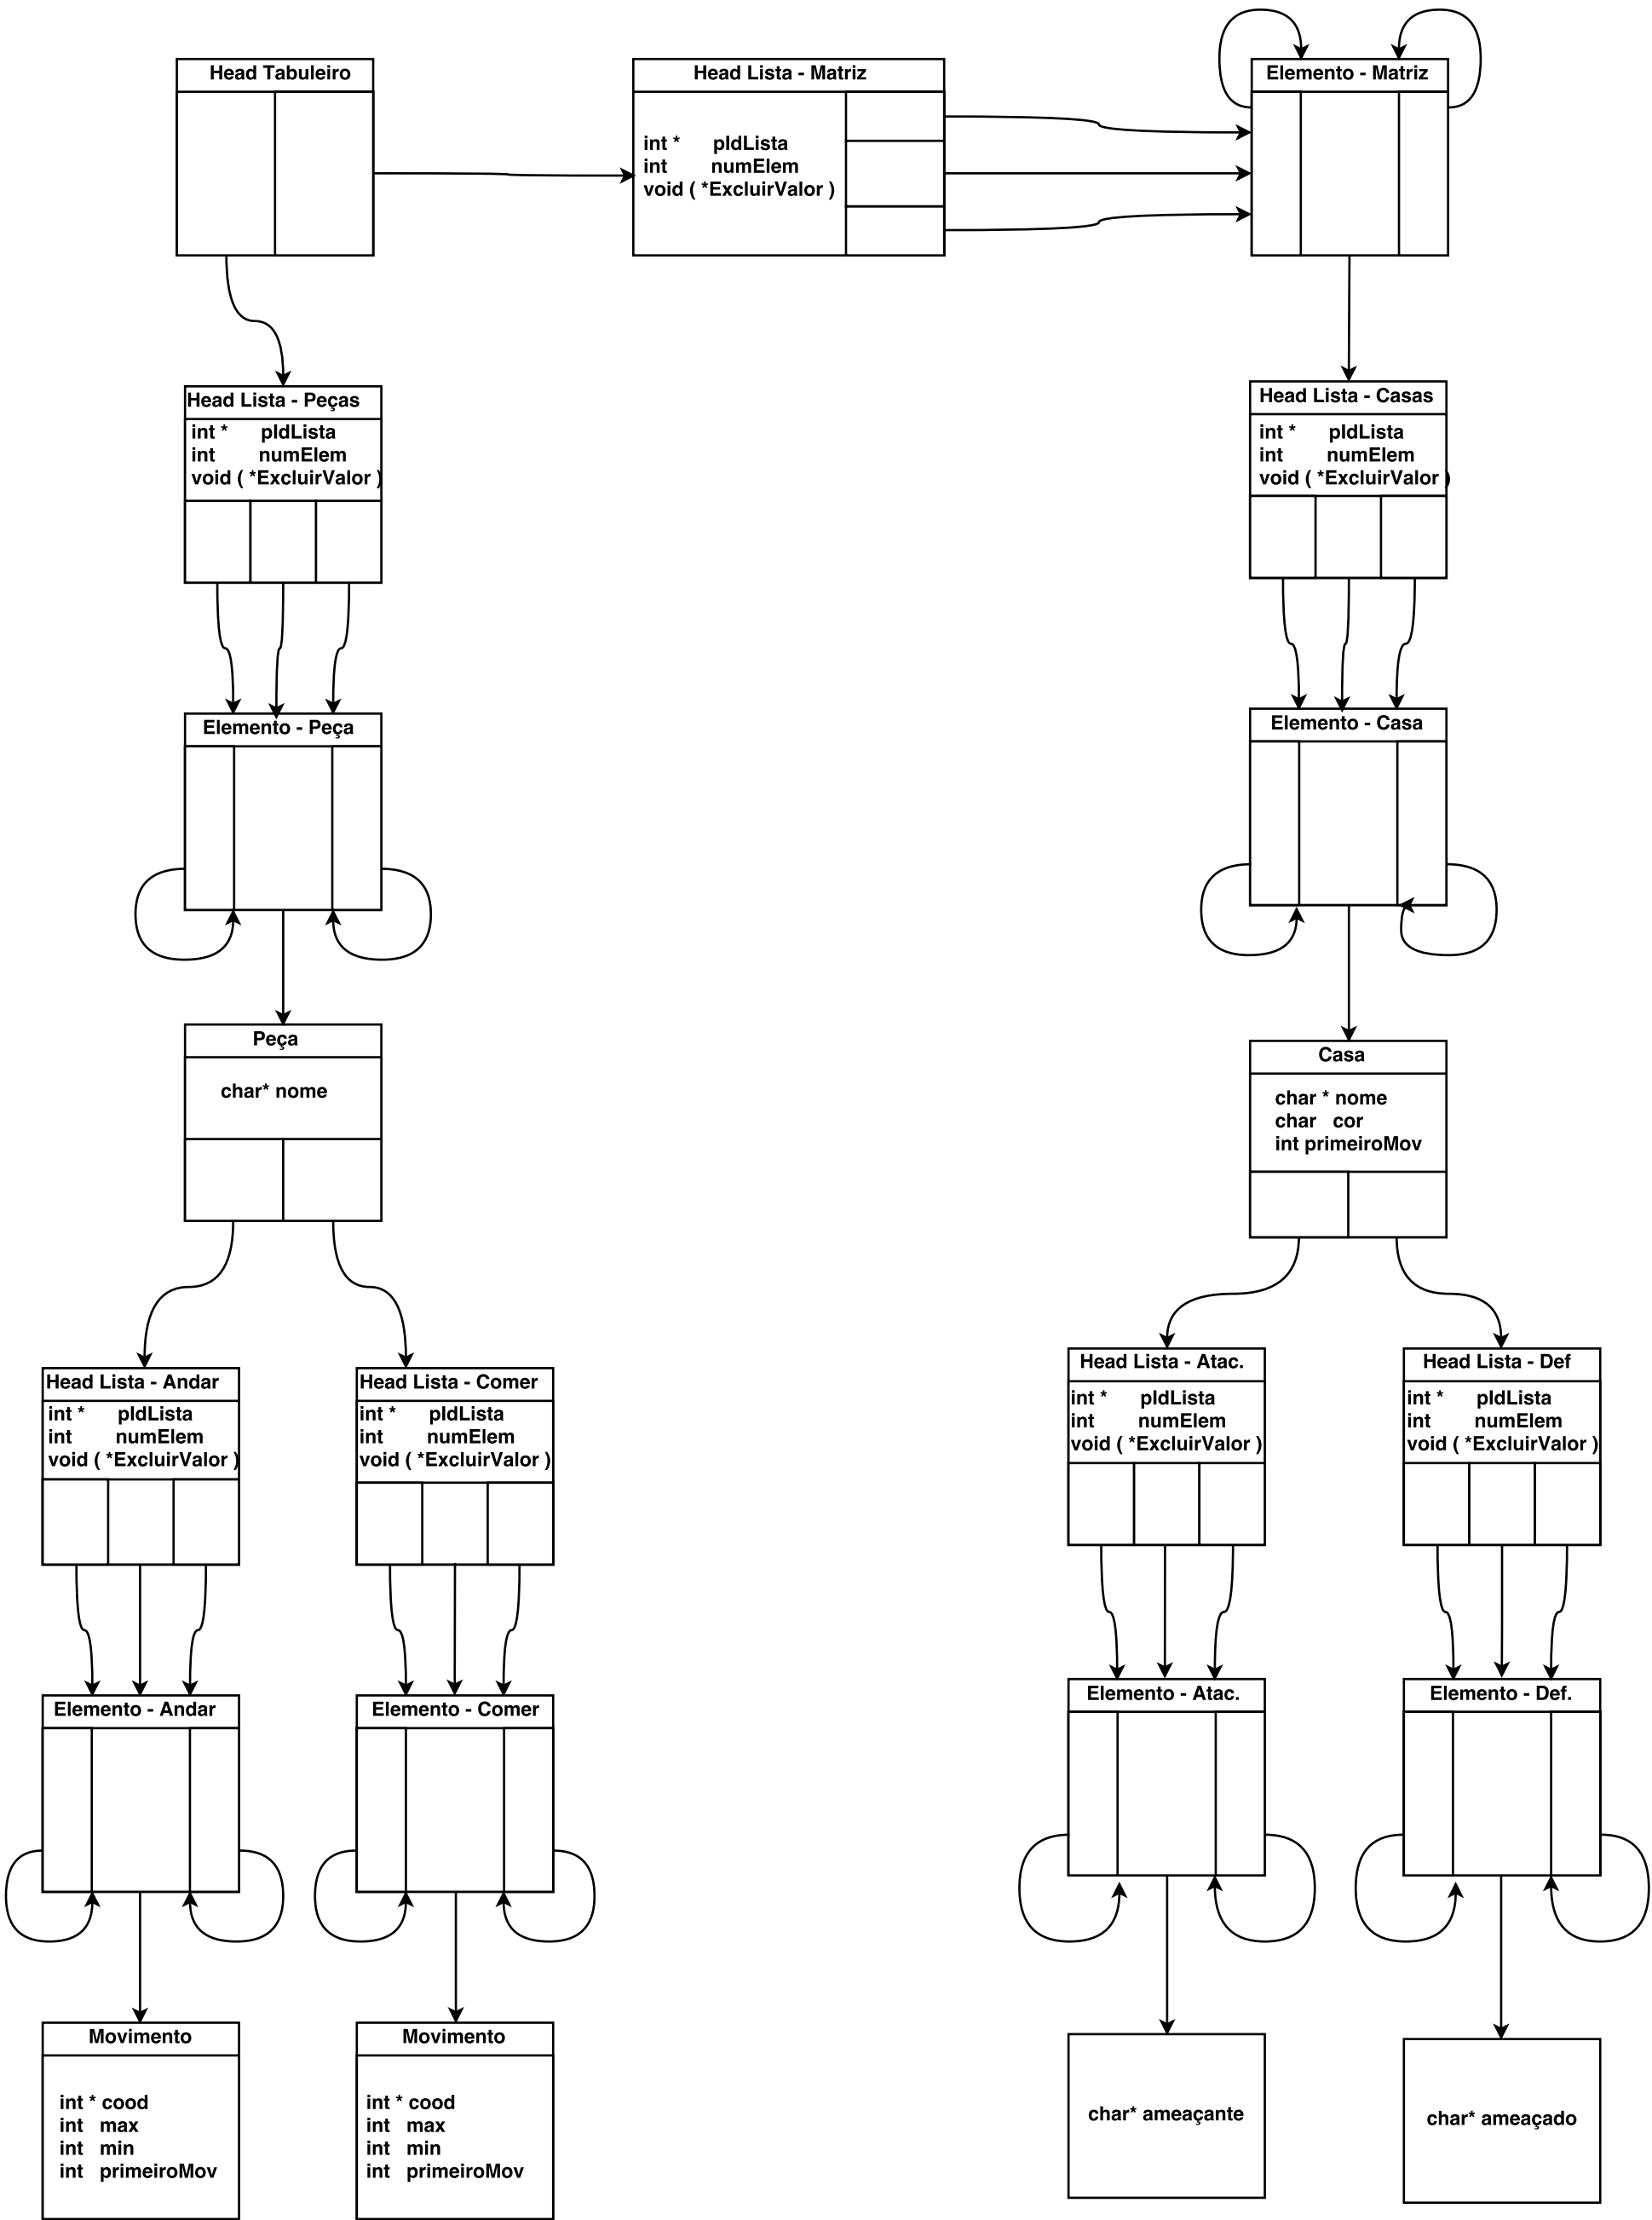 Head Tabuleiro
Head Lista - Matriz
int * pIdLista
int numElem
void ( *ExcluirValor )
Elemento - Matriz
Head Lista - Peças
int * pIdLista
int numElem
void ( *ExcluirValor )
Head Lista - Casas
int * pIdLista
int numElem
void ( *ExcluirValor )
Elemento - Peça
Elemento - Casa
Peça
char* nome
Casa
char * nome
char cor
int primeiroMov
Head Lista - Andar
int * pIdLista
int numElem
void ( *ExcluirValor )
Head Lista - Comer
int * pIdLista
int numElem
void ( *ExcluirValor )
Head Lista - Atac.
int * pIdLista
int numElem
void ( *ExcluirValor )
Head Lista - Def
int * pIdLista
int numElem
void ( *ExcluirValor )
Elemento - Andar
Elemento - Comer
Elemento - Atac.
Elemento - Def.
Movimento
int * cood
int max
int min
int primeiroMov
Movimento
int * cood
int max
int min
int primeiroMov
char* ameaçante
char* ameaçado